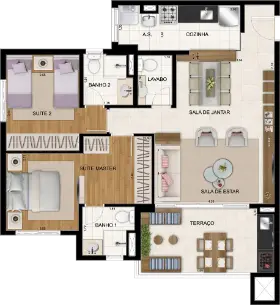 A.S.
COZINHA
BANHO 2
LAVABO
SUITE 2
SALA DE JANTAR
SUITE MASTER
SALA DE ESTAR
BANHO 1
TERRAÇO